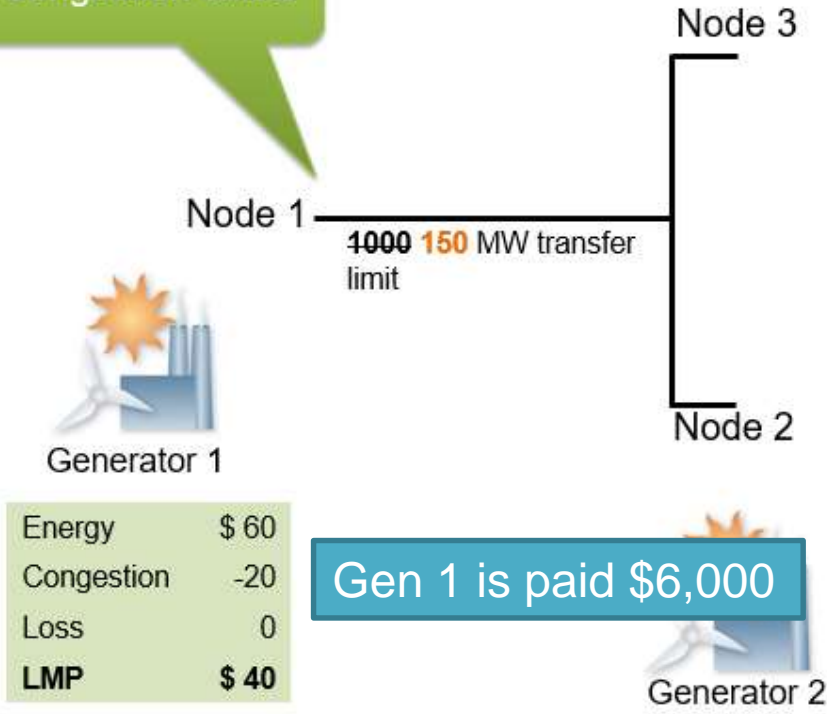 Node 3
Node 1
1000 150 MW transfer
limit
Node 2
Generator 1
Energy $ 60
Congestion -20
Loss 0
LMP $ 40
Gen 1 is paid $6,000
Generator 2